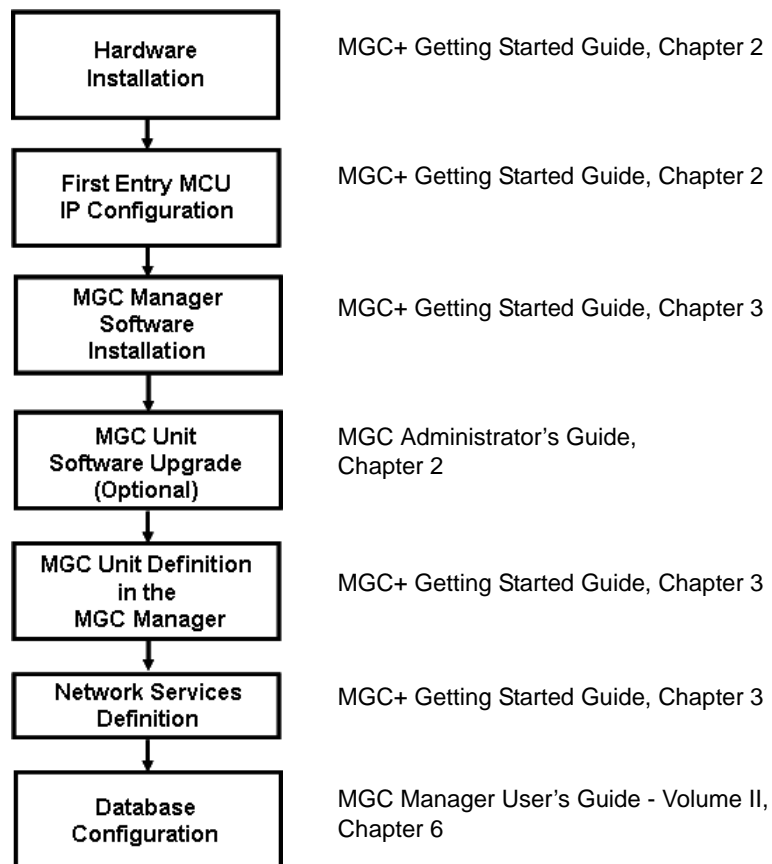 Hardware
Installation
MGC+ Getting Started Guide, Chapter 2
First Entry MCU
IP Configuration
MGC+ Getting Started Guide, Chapter 2
MGC Manager
Software
Installation
MGC+ Getting Started Guide, Chapter 3
MGC Unit
Software Upgrade
(Optional)
MGC Administrator's Guide,
Chapter 2
MGC Unit Definition
in the
MGC Manager
MGC+ Getting Started Guide, Chapter 3
Network Services
Definition
MGC+ Getting Started Guide, Chapter 3
Database
Configuration
MGC Manager User's Guide - Volume II,
Chapter 6